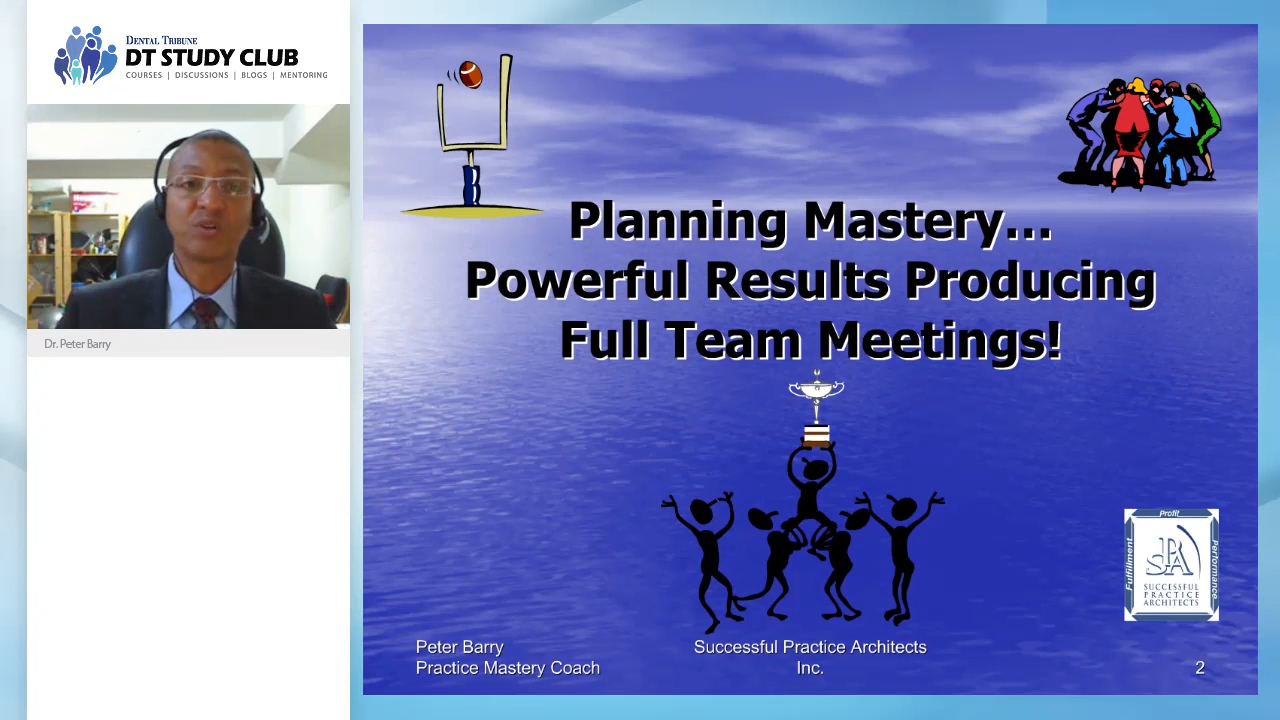 DENTAL TRIBUNE
DT STUDY CLUB
COURSES | DISCUSSIONS | BLOGS | MENTORING
Dr. Peter Barry
Planning Mastery...
Powerful Results Producing
Full Team Meetings!
Profit
Fulfillment
Performance
SPA
SUCCESSFUL
PRACTICE
ARCHITECTS
Peter Barry
Practice Mastery Coach
Successful Practice Architects
Inc.
2